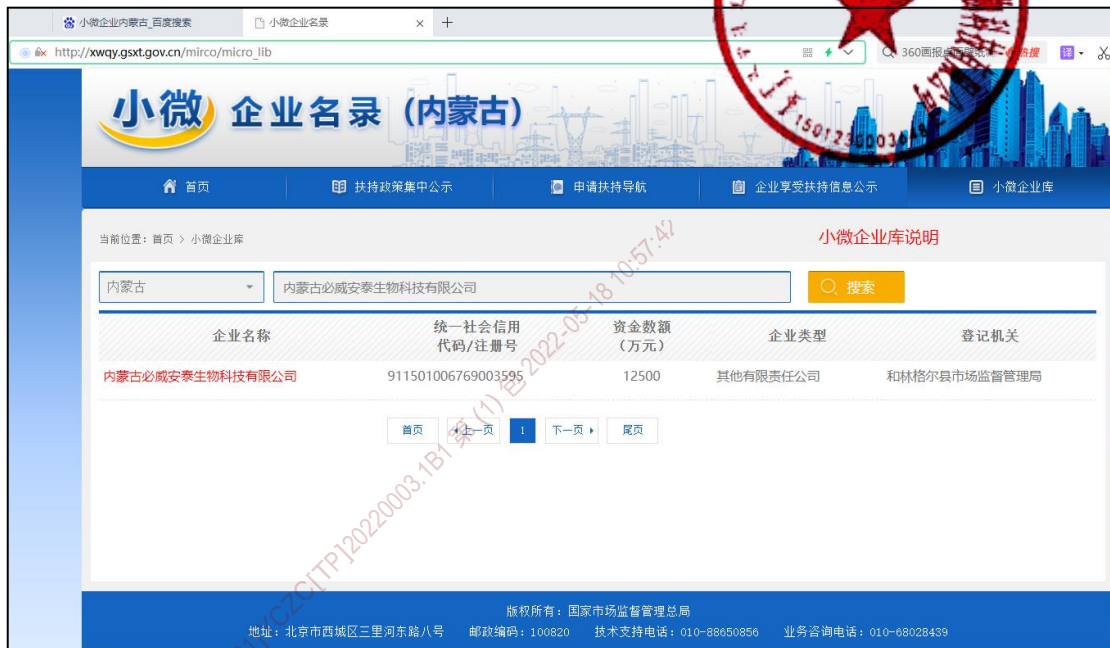 小微企业内蒙古_百度搜索
小微企业名录
http://xwqy.gsxt.gov.cn/mirco/micro_lib
360画报
热搜
译
小微 企业名录 (内蒙古)
首页
扶持政策集中公示
申请扶持导航
企业享受扶持信息公示
小微企业库
当前位置: 首页 > 小微企业库
小微企业库说明
内蒙古
内蒙古必威安泰生物科技有限公司
搜索
企业名称
统一社会信用
代码/注册号
资金数额
(万元)
企业类型
登记机关
内蒙古必威安泰生物科技有限公司
911501006769003595
12500
其他有限责任公司
和林格尔县市场监督管理局
首页
上一页
1
下一页
尾页
YCZC[TP]20220003.1B1 第 (1) 包 2022-05-18 10:57:42
版权所有: 国家市场监督管理总局
地址: 北京市西城区三里河东路八号 邮政编码: 100820 技术支持电话: 010-88650856 业务咨询电话: 010-68028439